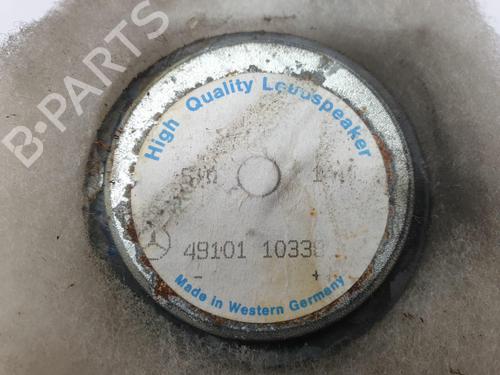 B-PARTS
High Quality Loudspeaker
49101 10338
- +
Made in Western Germany